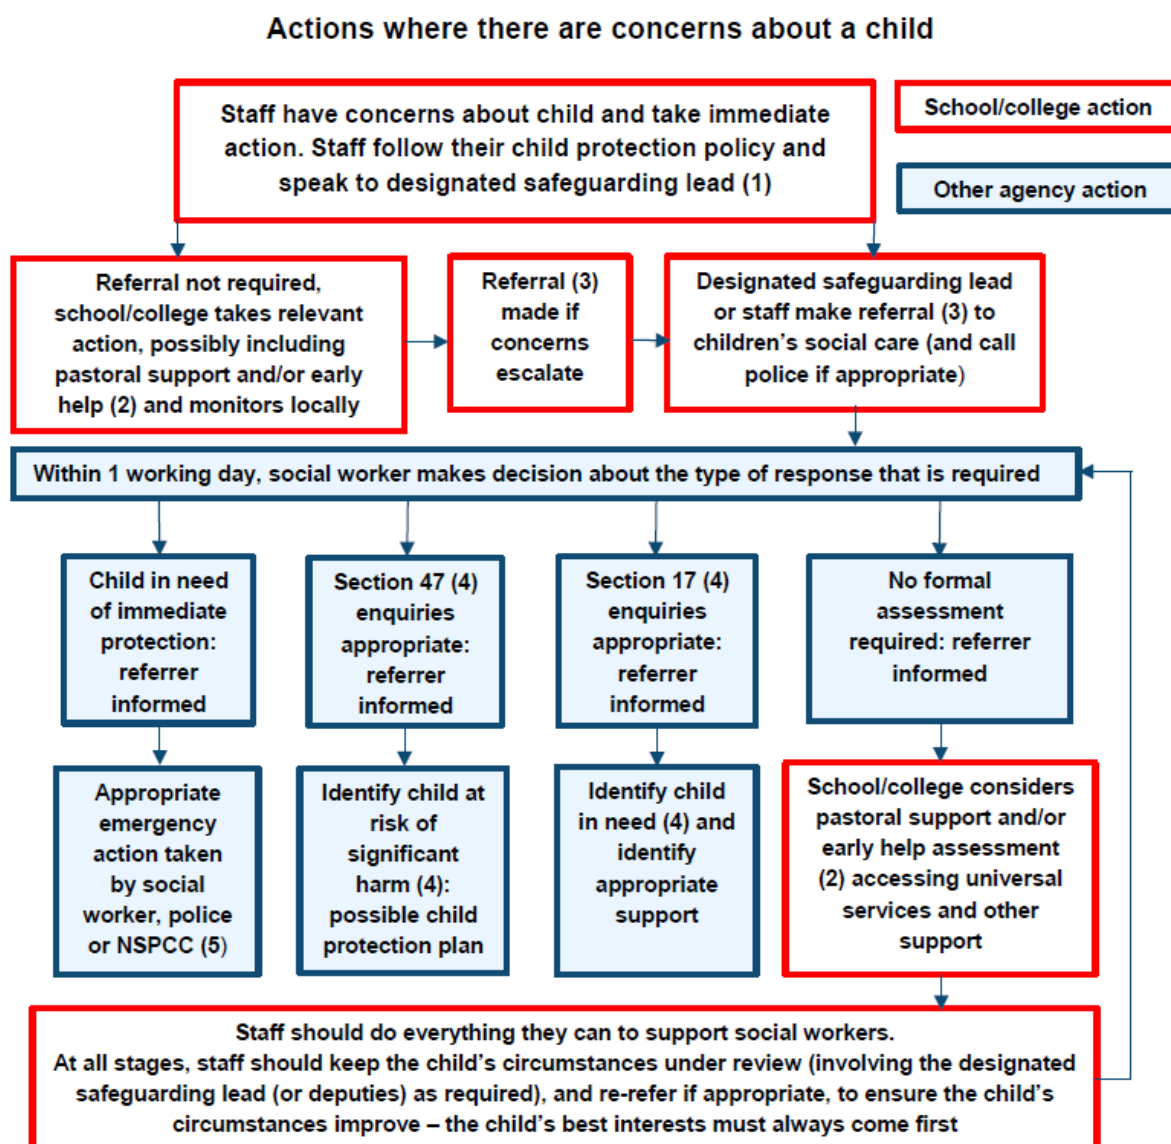 Actions where there are concerns about a child
Staff have concerns about child and take immediate
action. Staff follow their child protection policy and
speak to designated safeguarding lead (1)
School/college action
Other agency action
Referral not required,
school/college takes relevant
action, possibly including
pastoral support and/or early
help (2) and monitors locally
Referral (3)
made if
concerns
escalate
Designated safeguarding lead
or staff make referral (3) to
children’s social care (and call
police if appropriate)
Within 1 working day, social worker makes decision about the type of response that is required
Child in need
of immediate
protection:
referrer
informed
Section 47 (4)
enquiries
appropriate:
referrer
informed
Section 17 (4)
enquiries
appropriate:
referrer
informed
No formal
assessment
required: referrer
informed
Appropriate
emergency
action taken
by social
worker, police
or NSPCC (5)
Identify child at
risk of
significant
harm (4):
possible child
protection plan
Identify child
in need (4) and
identify
appropriate
support
School/college considers
pastoral support and/or
early help assessment
(2) accessing universal
services and other
support
Staff should do everything they can to support social workers.
At all stages, staff should keep the child’s circumstances under review (involving the designated
safeguarding lead (or deputies) as required), and re-refer if appropriate, to ensure the child’s
circumstances improve – the child’s best interests must always come first